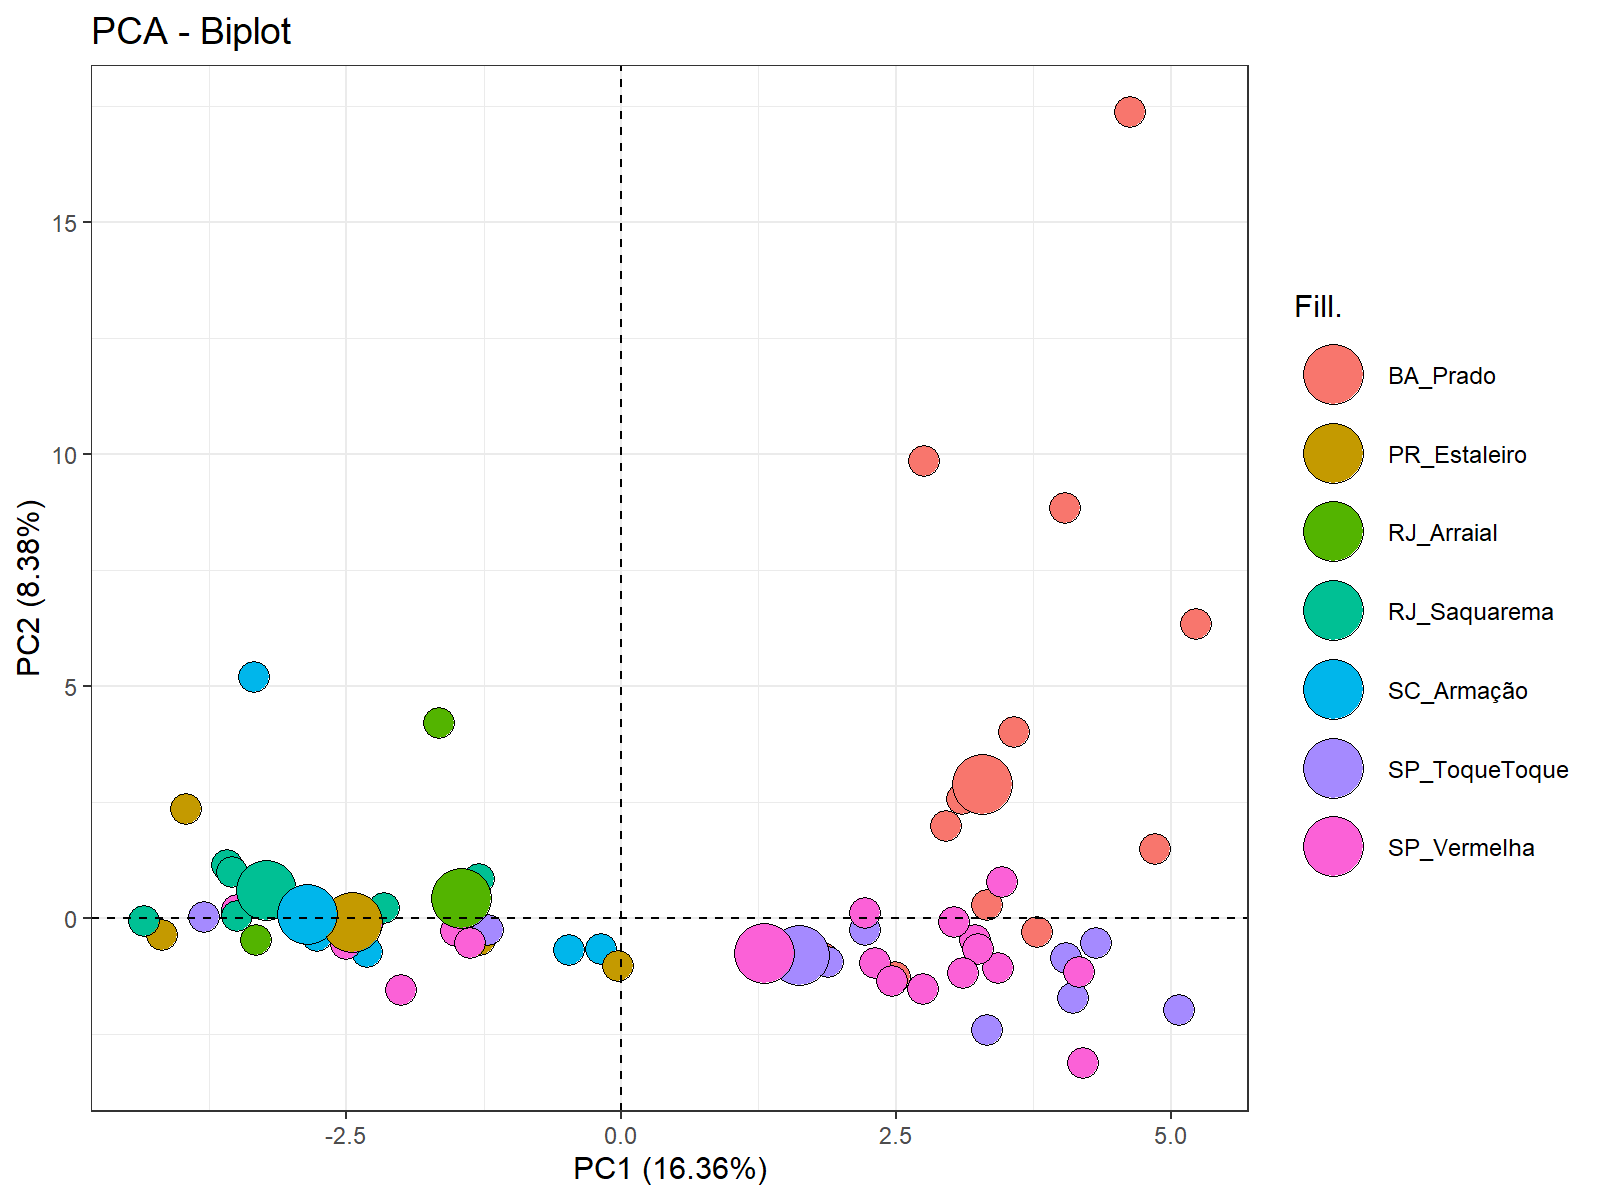 PCA - Biplot
PC2 (8.38%)
15
10
5
0
-2.5
0.0
2.5
5.0
PC1 (16.36%)
Fill.
BA_Prado
PR_Estaleiro
RJ_Arraial
RJ_Saquarema
SC_Armação
SP_ToqueToque
SP_Vermelha